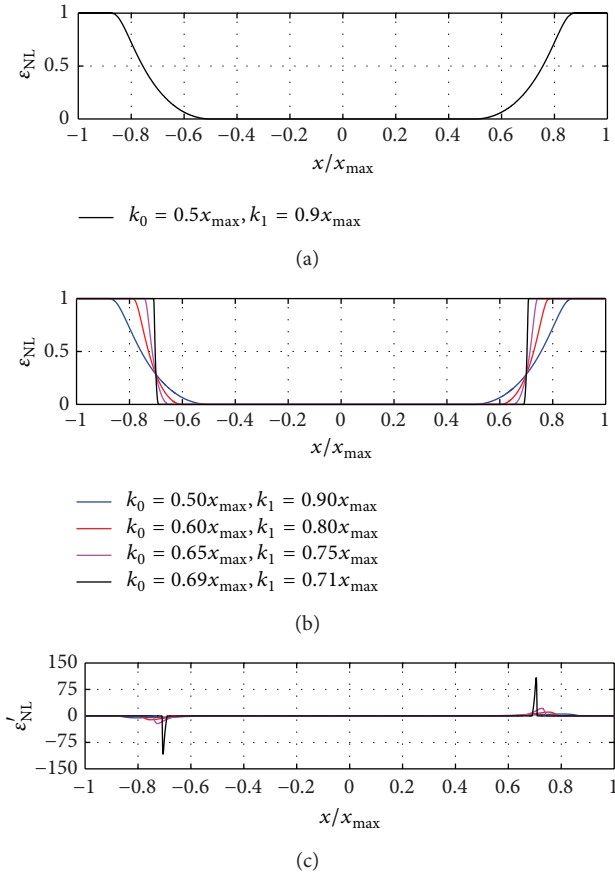 1
0.5
0
ε_NL
−1 −0.8 −0.6 −0.4 −0.2 0 0.2 0.4 0.6 0.8 1
x/x_max
k_0 = 0.5x_max, k_1 = 0.9x_max
(a)
1
0.5
0
ε_NL
−1 −0.8 −0.6 −0.4 −0.2 0 0.2 0.4 0.6 0.8 1
x/x_max
k_0 = 0.50x_max, k_1 = 0.90x_max
k_0 = 0.60x_max, k_1 = 0.80x_max
k_0 = 0.65x_max, k_1 = 0.75x_max
k_0 = 0.69x_max, k_1 = 0.71x_max
(b)
150
75
0
−75
−150
ε′_NL
−1 −0.8 −0.6 −0.4 −0.2 0 0.2 0.4 0.6 0.8 1
x/x_max
(c)